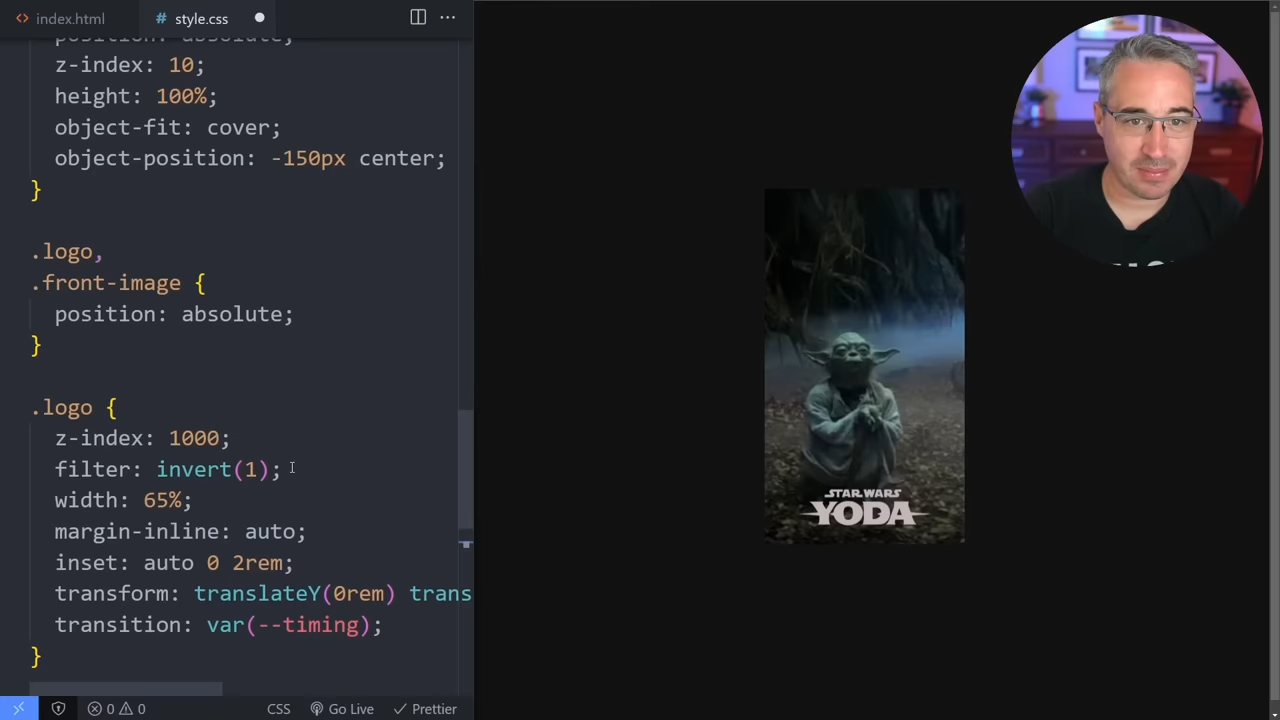 index.html
style.css
position: absolute;
z-index: 10;
height: 100%;
object-fit: cover;
object-position: -150px center;
}
.logo,
.front-image {
position: absolute;
}
.logo {
z-index: 1000;
filter: invert(1);
width: 65%;
margin-inline: auto;
inset: auto 0 2rem;
transform: translateY(0rem) trans
transition: var(--timing);
}
0 0
CSS
Go Live
Prettier
STAR WARS
YODA